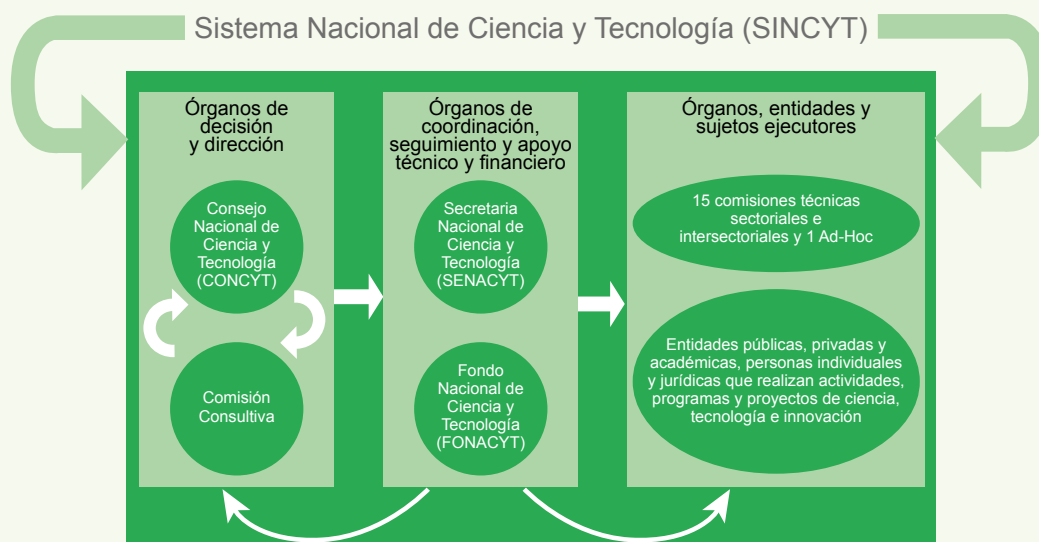 Sistema Nacional de Ciencia y Tecnología (SINCYT)
Órganos de
decisión
y dirección
Consejo
Nacional de
Ciencia y
Tecnología
(CONCYT)
Comisión
Consultiva
Órganos de
coordinación,
seguimiento y apoyo
técnico y financiero
Secretaria
Nacional de
Ciencia y
Tecnología
(SENACYT)
Fondo
Nacional de
Ciencia y
Tecnología
(FONACYT)
Órganos, entidades y
sujetos ejecutores
15 comisiones técnicas
sectoriales e
intersectoriales y 1 Ad-Hoc
Entidades públicas, privadas y
académicas, personas individuales
y jurídicas que realizan actividades,
programas y proyectos de ciencia,
tecnología e innovación